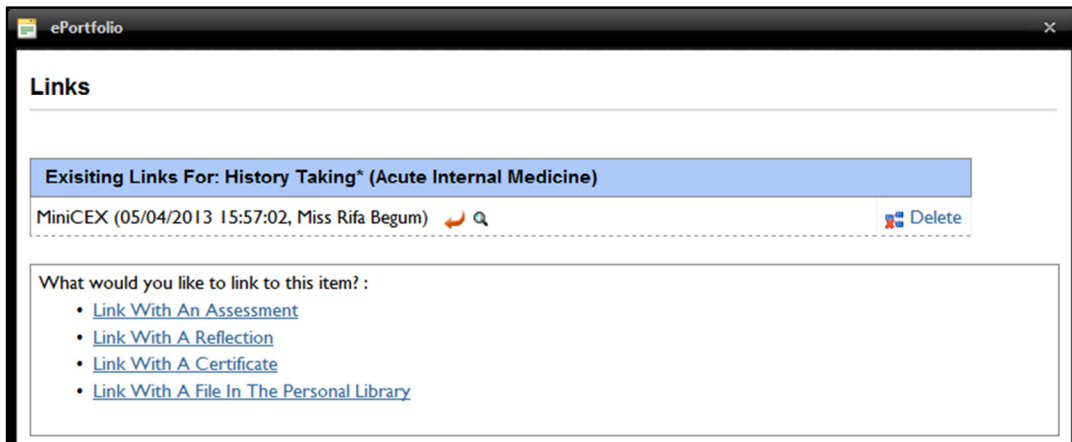 ePortfolio
Links
Exisiting Links For: History Taking* (Acute Internal Medicine)
MiniCEX (05/04/2013 15:57:02, Miss Rifa Begum) Delete
What would you like to link to this item? :
• Link With An Assessment
• Link With A Reflection
• Link With A Certificate
• Link With A File In The Personal Library